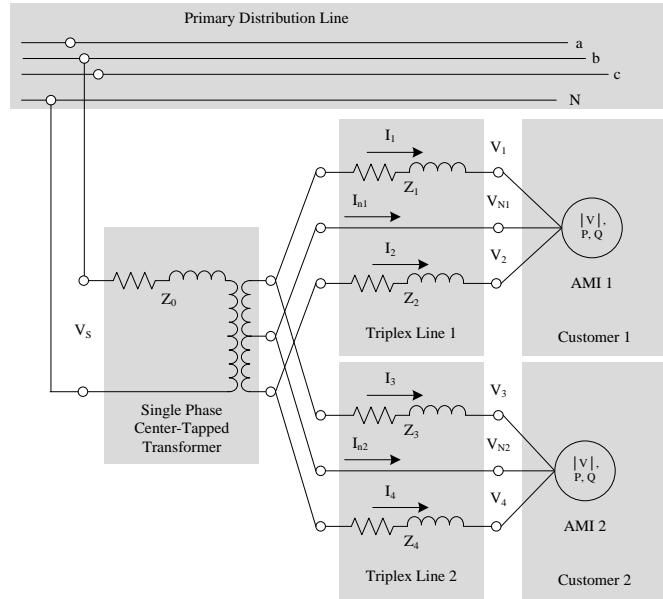 Primary Distribution Line
a
b
c
N
I1
V1
Z1
In1
VN1
|V|,
P, Q
I2
V2
Z0
Z2
AMI 1
VS
Triplex Line 1
Customer 1
I3
V3
Single Phase
Center-Tapped
Transformer
Z3
In2
VN2
|V|,
P, Q
I4
V4
AMI 2
Z4
Triplex Line 2
Customer 2